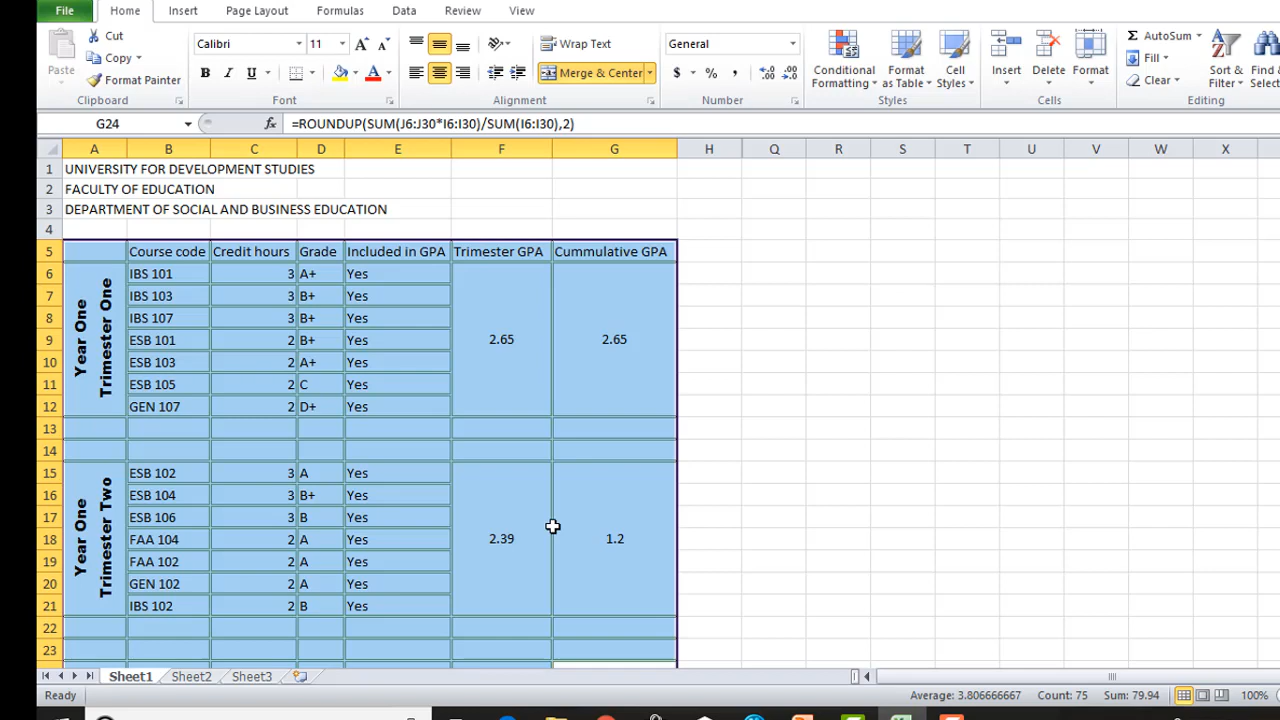 File Home Insert Page Layout Formulas Data Review View
Cut
Copy
Format Painter
Paste
Clipboard
Calibri 11 A A
B I U A
Font
Wrap Text
Merge & Center
Alignment
General
$ % , .00 .0
Number
Conditional Formatting
Format as Table
Cell Styles
Styles
Insert Delete Format
Cells
Σ AutoSum
Fill
Clear
Sort & Filter
Find &
Editing
G24 fx =ROUNDUP(SUM(J6:J30*I6:I30)/SUM(I6:I30),2)
A B C D E F G H Q R S T U V W X
1 UNIVERSITY FOR DEVELOPMENT STUDIES
2 FACULTY OF EDUCATION
3 DEPARTMENT OF SOCIAL AND BUSINESS EDUCATION
4
5 Course code Credit hours Grade Included in GPA Trimester GPA Cummulative GPA
Year One
Trimester One
6 IBS 101 3 A+ Yes
7 IBS 103 3 B+ Yes
8 IBS 107 3 B+ Yes
9 ESB 101 2 B+ Yes 2.65 2.65
10 ESB 103 2 A+ Yes
11 ESB 105 2 C Yes
12 GEN 107 2 D+ Yes
13
14
Year One
Trimester Two
15 ESB 102 3 A Yes
16 ESB 104 3 B+ Yes
17 ESB 106 3 B Yes
18 FAA 104 2 A Yes 2.39 1.2
19 FAA 102 2 A Yes
20 GEN 102 2 A Yes
21 IBS 102 2 B Yes
22
23
Sheet1 Sheet2 Sheet3
Ready Average: 3.806666667 Count: 75 Sum: 79.94 100%